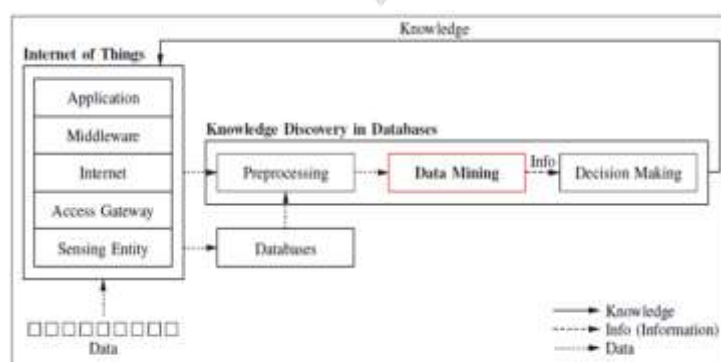 Knowledge
Internet of Things
Application
Middleware
Internet
Access Gateway
Sensing Entity
Knowledge Discovery in Databases
Preprocessing
Data Mining
Info
Decision Making
Databases
Data
Knowledge
Info (Information)
Data